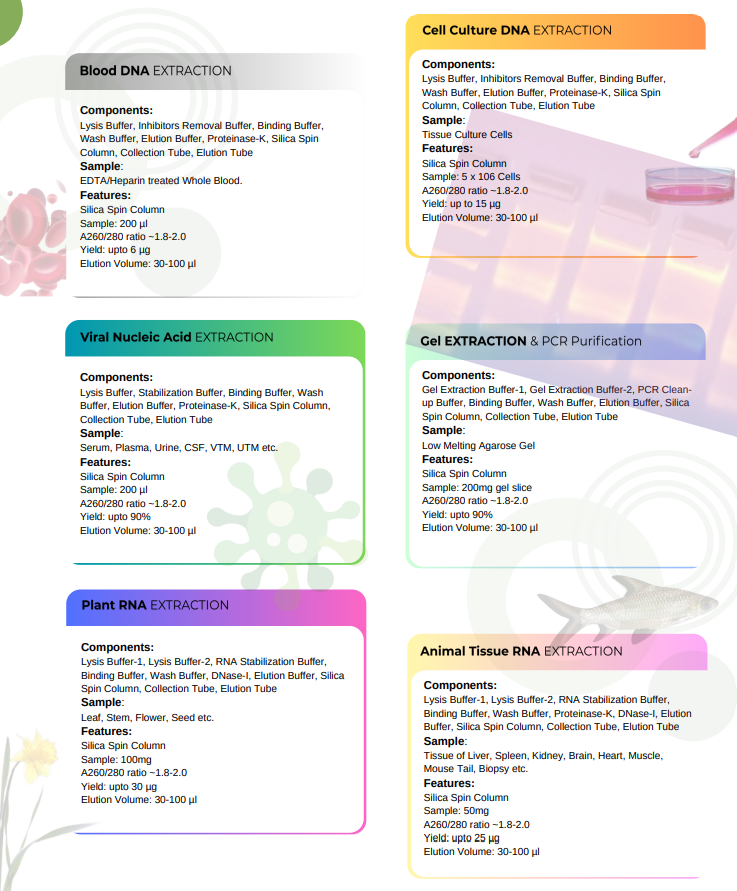 Blood DNA EXTRACTION
Components:
Lysis Buffer, Inhibitors Removal Buffer, Binding Buffer,
Wash Buffer, Elution Buffer, Proteinase-K, Silica Spin
Column, Collection Tube, Elution Tube
Sample:
EDTA/Heparin treated Whole Blood.
Features:
Silica Spin Column
Sample: 200 µl
A260/280 ratio ~1.8-2.0
Yield: upto 6 µg
Elution Volume: 30-100 µl
Viral Nucleic Acid EXTRACTION
Components:
Lysis Buffer, Stabilization Buffer, Binding Buffer, Wash
Buffer, Elution Buffer, Proteinase-K, Silica Spin Column,
Collection Tube, Elution Tube
Sample:
Serum, Plasma, Urine, CSF, VTM, UTM etc.
Features:
Silica Spin Column
Sample: 200 µl
A260/280 ratio ~1.8-2.0
Yield: upto 90%
Elution Volume: 30-100 µl
Plant RNA EXTRACTION
Components:
Lysis Buffer-1, Lysis Buffer-2, RNA Stabilization Buffer,
Binding Buffer, Wash Buffer, DNase-I, Elution Buffer, Silica
Spin Column, Collection Tube, Elution Tube
Sample:
Leaf, Stem, Flower, Seed etc.
Features:
Silica Spin Column
Sample: 100mg
A260/280 ratio ~1.8-2.0
Yield: upto 30 µg
Elution Volume: 30-100 µl
Cell Culture DNA EXTRACTION
Components:
Lysis Buffer, Inhibitors Removal Buffer, Binding Buffer,
Wash Buffer, Elution Buffer, Proteinase-K, Silica Spin
Column, Collection Tube, Elution Tube
Sample:
Tissue Culture Cells
Features:
Silica Spin Column
Sample: 5 x 106 Cells
A260/280 ratio ~1.8-2.0
Yield: up to 15 µg
Elution Volume: 30-100 µl
Gel EXTRACTION & PCR Purification
Components:
Gel Extraction Buffer-1, Gel Extraction Buffer-2, PCR Clean-
up Buffer, Binding Buffer, Wash Buffer, Elution Buffer, Silica
Spin Column, Collection Tube, Elution Tube
Sample:
Low Melting Agarose Gel
Features:
Silica Spin Column
Sample: 200mg gel slice
A260/280 ratio ~1.8-2.0
Yield: upto 90%
Elution Volume: 30-100 µl
Animal Tissue RNA EXTRACTION
Components:
Lysis Buffer-1, Lysis Buffer-2, RNA Stabilization Buffer,
Binding Buffer, Wash Buffer, Proteinase-K, DNase-I, Elution
Buffer, Silica Spin Column, Collection Tube, Elution Tube
Sample:
Tissue of Liver, Spleen, Kidney, Brain, Heart, Muscle,
Mouse Tail, Biopsy etc.
Features:
Silica Spin Column
Sample: 50mg
A260/280 ratio ~1.8-2.0
Yield: upto 25 µg
Elution Volume: 30-100 µl